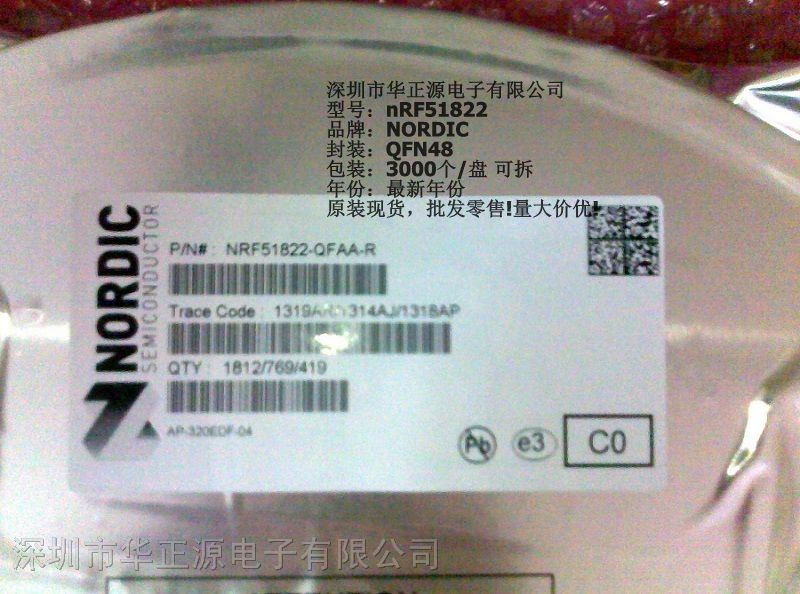 深圳市华正源电子有限公司
型号：nRF51822
品牌：NORDIC
封装：QFN48
包装：3000个/盘 可拆
年份：最新年份
原装现货，批发零售!量大价优!
NORDIC
SEMICONDUCTOR
P/N#： NRF51822-QFAA-R
Trace Code： 314AJ/1318AP
QTY： 1812/769/419
AP-320EDF-04
Pb
e3
C0
深圳市华正源电子有限公司